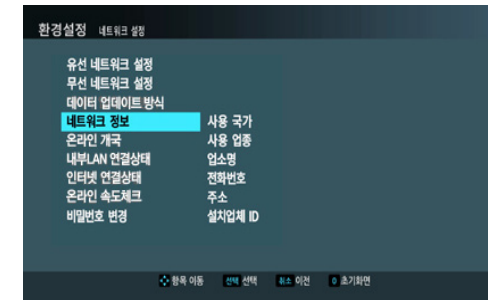 환경설정 네트워크 설정
유선 네트워크 설정
무선 네트워크 설정
데이터 업데이트 방식
네트워크 정보 사용 국가
온라인 개국 사용 업종
내부LAN 연결상태 업소명
인터넷 연결상태 전화번호
온라인 속도체크 주소
비밀번호 변경 설치업체 ID
항목 이동 선택 선택 취소 이전 0 초기화면